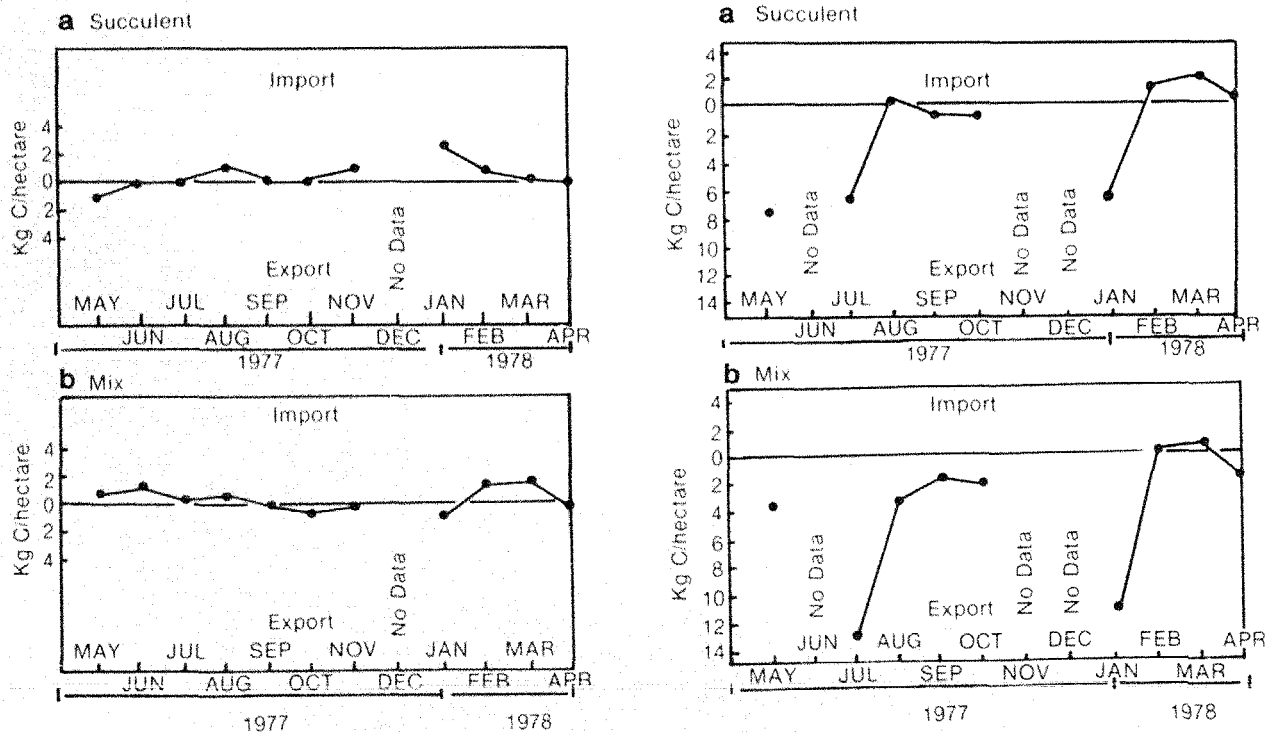 a Succulent
Import
4
2
0
2
4
Kg C/hectare
No Data
Export
MAY JUL SEP NOV JAN MAR
JUN AUG OCT DEC FEB APR
1977 1978
b Mix
Import
4
2
0
2
4
Kg C/hectare
No Data
Export
MAY JUL SEP NOV JAN MAR
JUN AUG OCT DEC FEB APR
1977 1978
a Succulent
4
2
0
2
4
6
8
10
12
14
Kg C/hectare
Import
No Data
No Data
No Data
Export
MAY JUL SEP NOV JAN MAR
JUN AUG OCT DEC FEB APR
1977 1978
b Mix
4
2
0
2
4
6
8
10
12
14
Kg C/hectare
Import
No Data
No Data
No Data
Export
JUN AUG OCT DEC FEB APR
MAY JUL SEP NOV JAN MAR
1977 1978